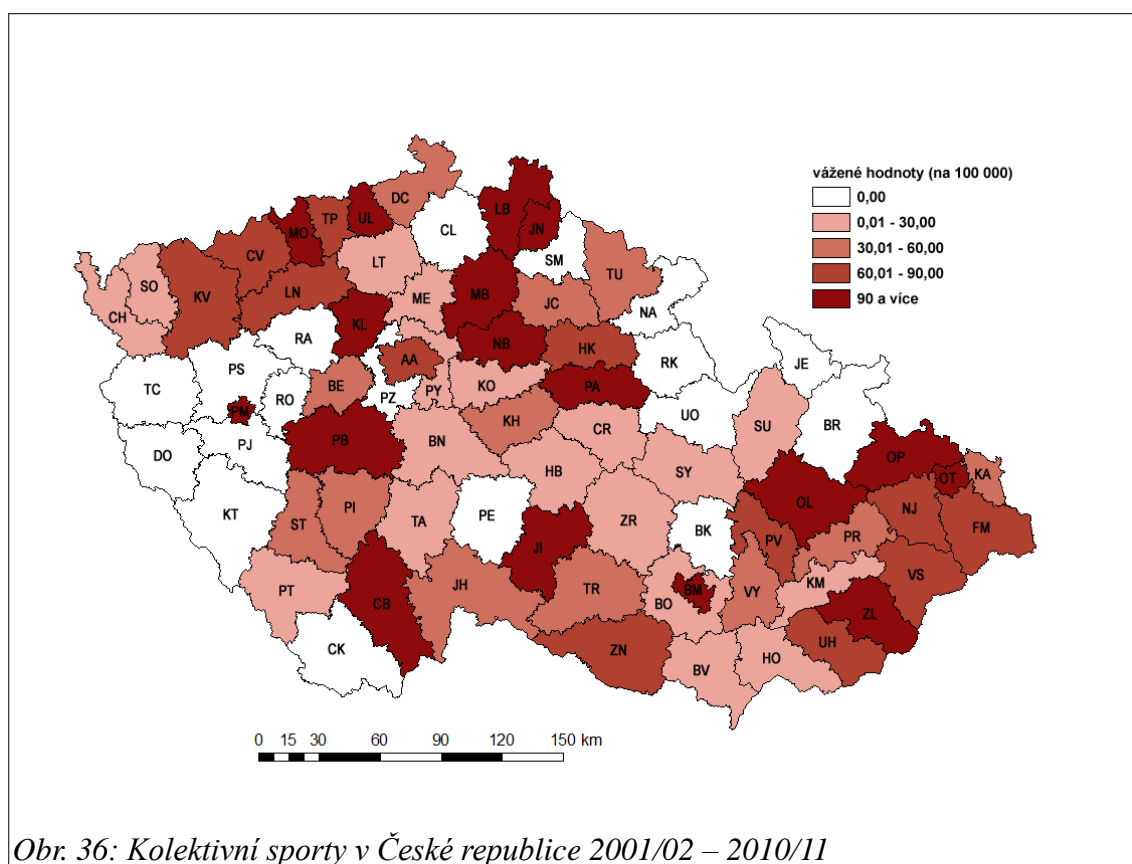 vážené hodnoty (na 100 000)
0,00
0,01 - 30,00
30,01 - 60,00
60,01 - 90,00
90 a více
DC
LB
JN
UL
TP
MO
CL
SM
TU
CV
LT
SO
KV
LN
ME
MB
JC
NA
CH
KL
RA
AA
NB
HK
RK
JE
TC
PS
RO
BE
PZ
PY
KO
PA
UO
BR
PM
PJ
PB
KH
CR
SU
DO
BN
HB
SY
OP
OT
KA
KT
ST
PI
TA
PE
ZR
BK
OL
NJ
FM
JI
PV
PR
PT
CB
JH
TR
BO
BM
VY
KM
VS
ZL
CK
ZN
BV
HO
UH
0 15 30 60 90 120 150 km
Obr. 36: Kolektivní sporty v České republice 2001/02 – 2010/11